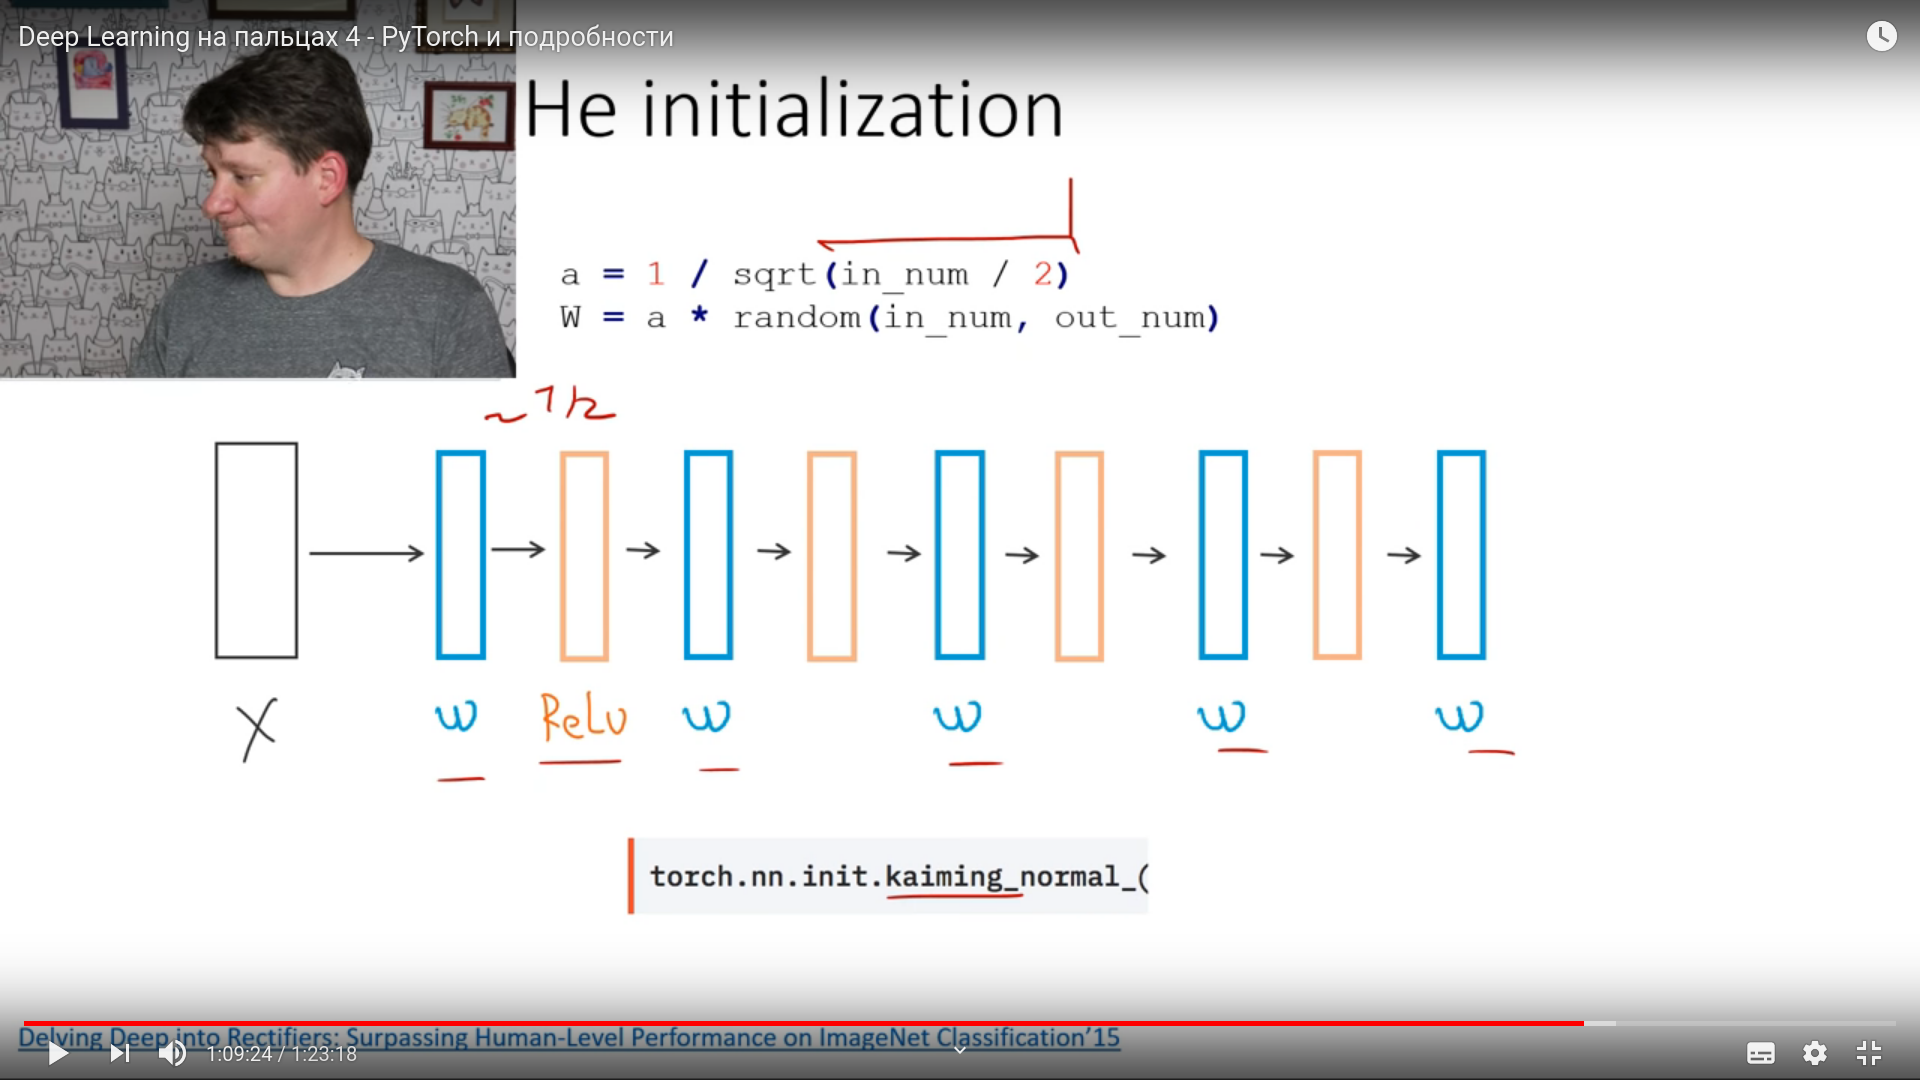 Deep Learning на пальцах 4 - PyTorch и подробности
He initialization
a = 1 / sqrt(in_num / 2)
W = a * random(in_num, out_num)
~1/2
X
W
ReLU
W
W
W
W
torch.nn.init.kaiming_normal_(
Delving Deep into Rectifiers: Surpassing Human-Level Performance on ImageNet Classification’15
1:09:24 / 1:23:18